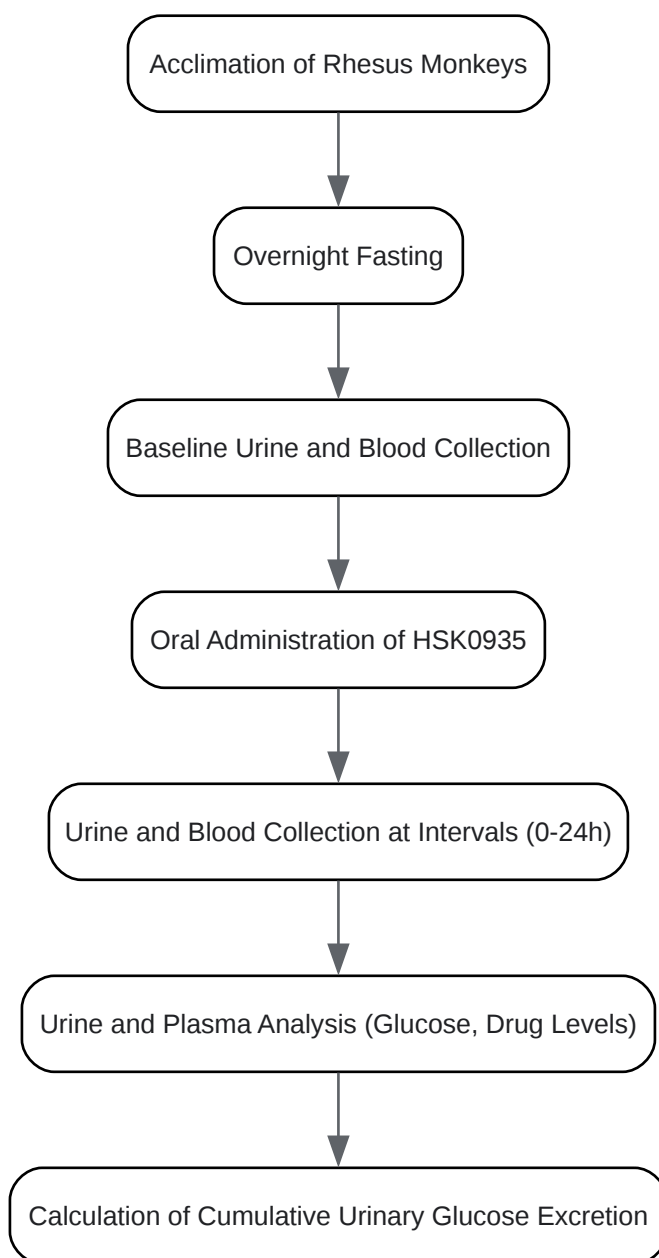 Acclimation of Rhesus Monkeys
Overnight Fasting
Baseline Urine and Blood Collection
Oral Administration of HSK0935
Urine and Blood Collection at Intervals (0-24h)
Urine and Plasma Analysis (Glucose, Drug Levels)
Calculation of Cumulative Urinary Glucose Excretion